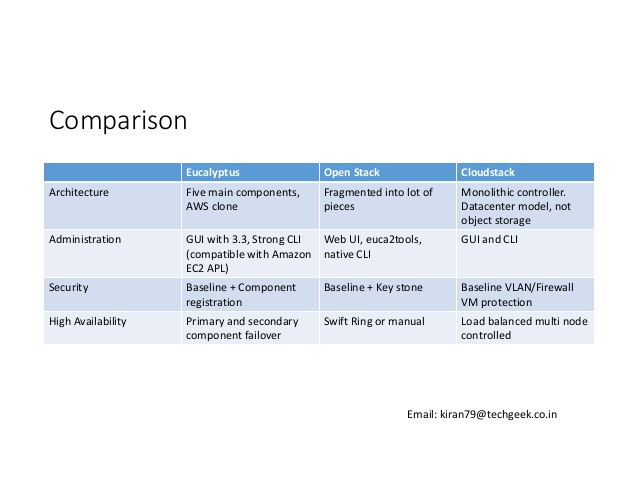 Comparison
Eucalyptus Open Stack Cloudstack
Architecture Five main components, Fragmented into lot of Monolithic controller.
AWS clone pieces Datacenter model, not
object storage
Administration GUI with 3.3, Strong CLI Web UI, euca2tools, GUI and CLI
(compatible with Amazon native CLI
EC2 APL)
Security Baseline + Component Baseline + Key stone Baseline VLAN/Firewall
registration VM protection
High Availability Primary and secondary Swift Ring or manual Load balanced multi node
component failover controlled
Email: kiran79@techgeek.co.in